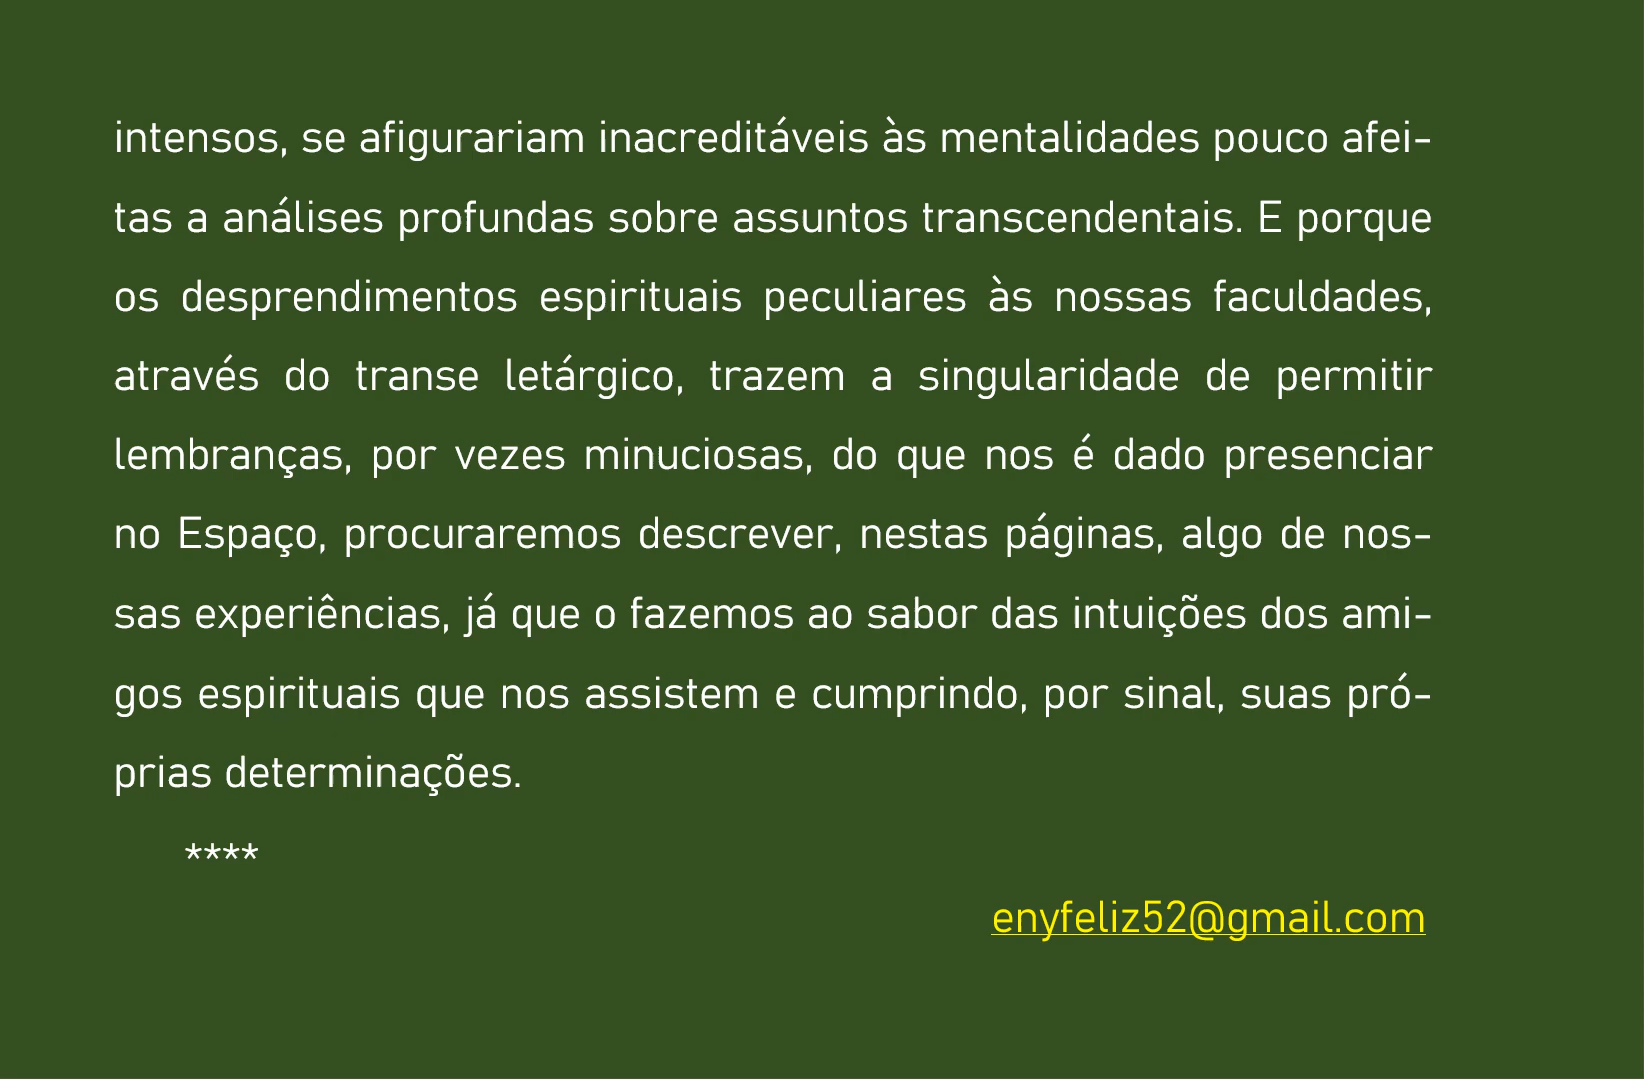 intensos, se afigurariam inacreditáveis às mentalidades pouco afei-
tas a análises profundas sobre assuntos transcendentais. E porque
os desprendimentos espirituais peculiares às nossas faculdades,
através do transe letárgico, trazem a singularidade de permitir
lembranças, por vezes minuciosas, do que nos é dado presenciar
no Espaço, procuraremos descrever, nestas páginas, algo de nos-
sas experiências, já que o fazemos ao sabor das intuições dos ami-
gos espirituais que nos assistem e cumprindo, por sinal, suas pró-
prias determinações.
****
enyfeliz52@gmail.com